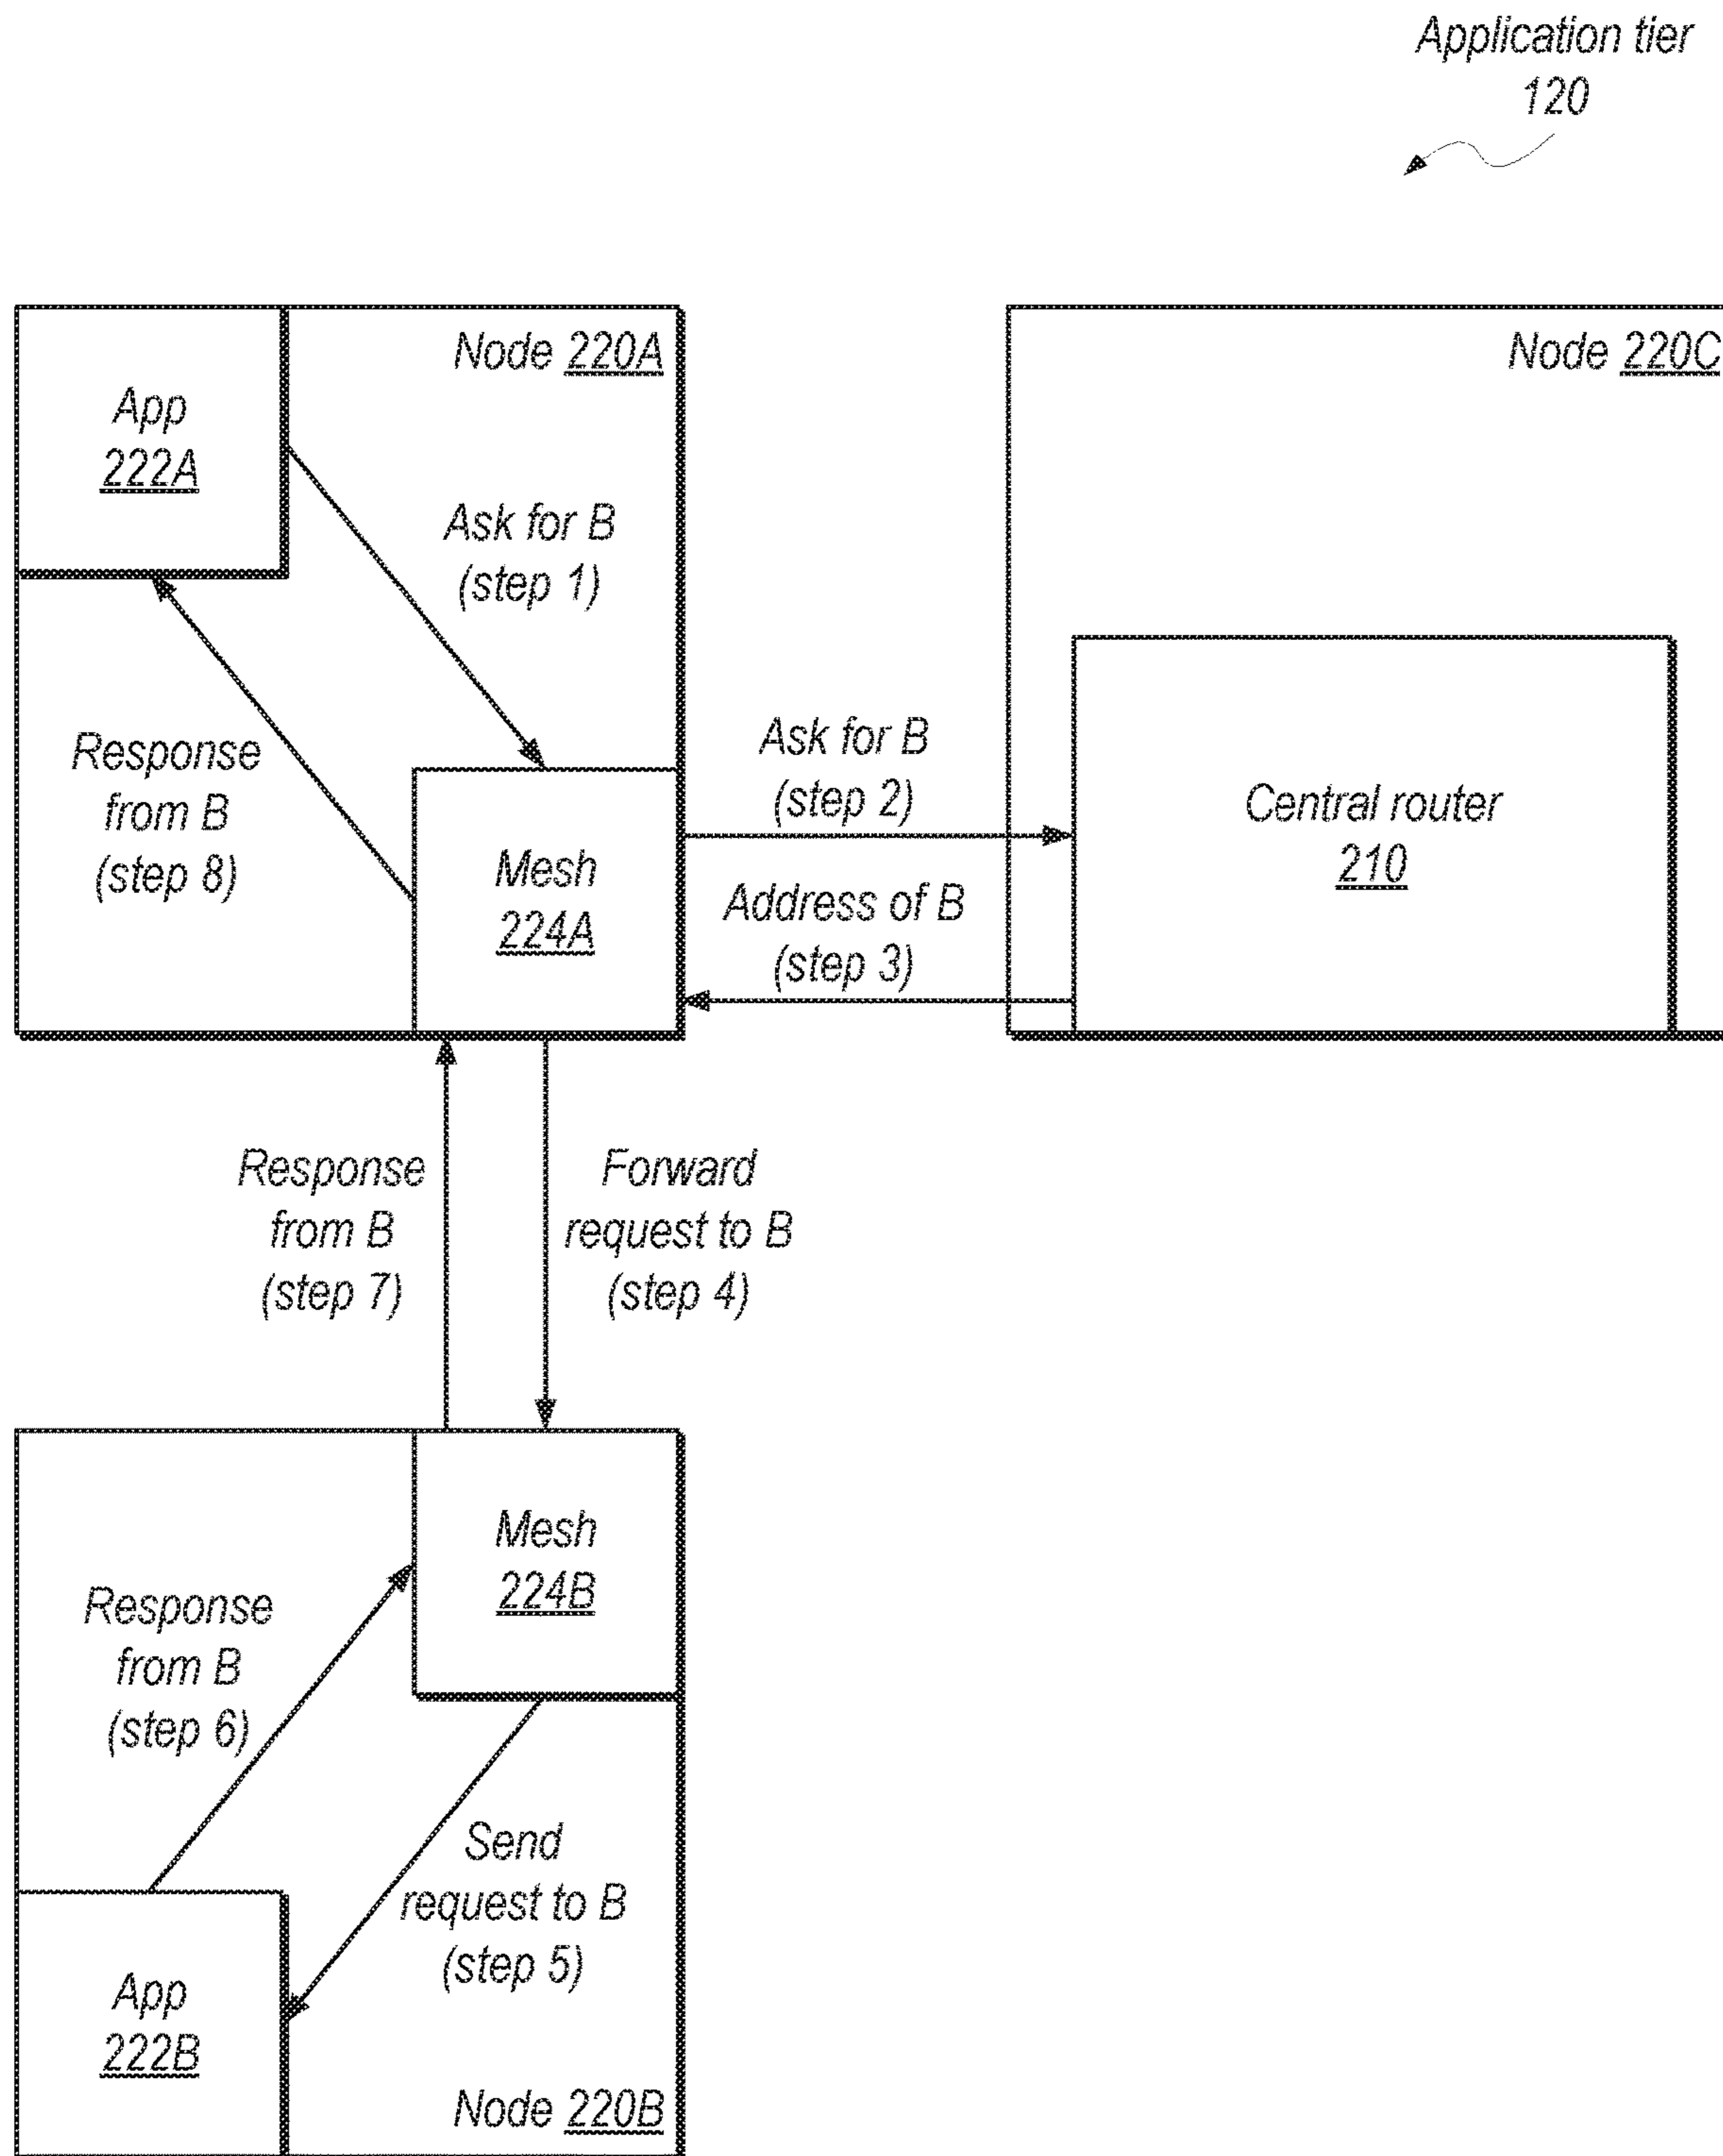 Application tier
120
Node 220A
Node 220C
App
222A
Ask for B
(step 1)
Response
from B
(step 8)
Ask for B
(step 2)
Mesh
224A
Central router
210
Address of B
(step 3)
Response
from B
(step 7)
Forward
request to B
(step 4)
Mesh
224B
Response
from B
(step 6)
Send
request to B
(step 5)
App
222B
Node 220B